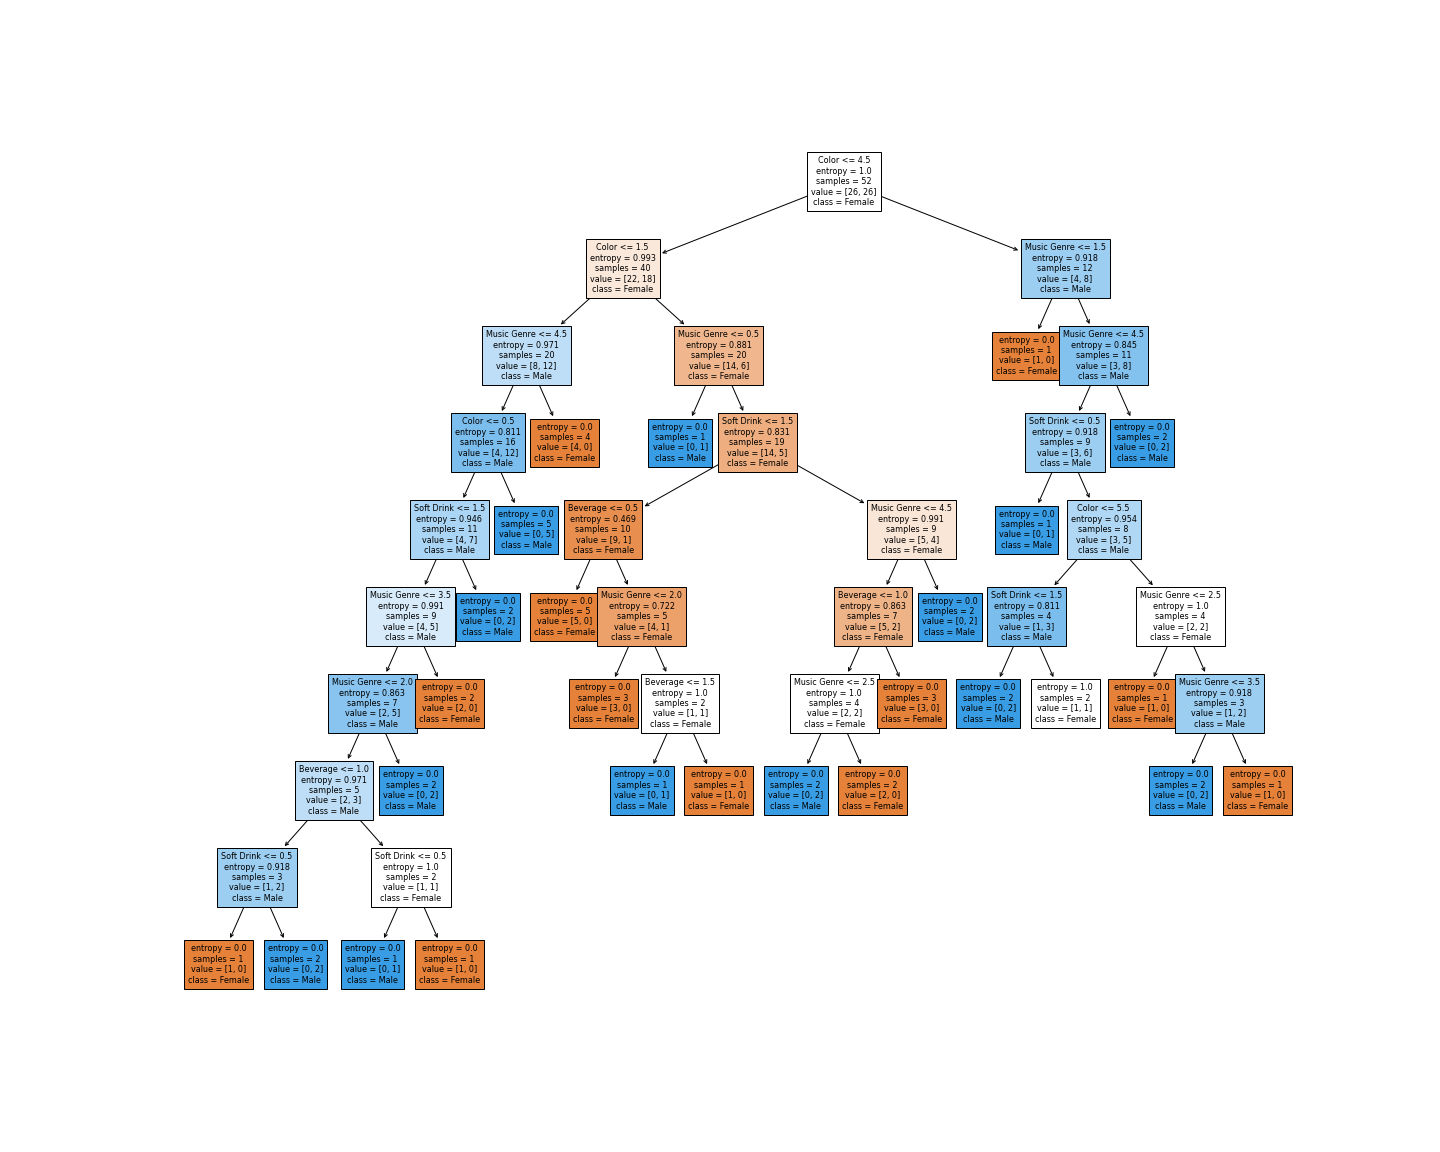 Color <= 4.5
entropy = 1.0
samples = 52
value = [26, 26]
class = Female
Color <= 1.5
entropy = 0.993
samples = 40
value = [22, 18]
class = Female
Music Genre <= 1.5
entropy = 0.918
samples = 12
value = [4, 8]
class = Male
Music Genre <= 4.5
entropy = 0.971
samples = 20
value = [8, 12]
class = Male
Music Genre <= 0.5
entropy = 0.881
samples = 20
value = [14, 6]
class = Female
entropy = 0.0
samples = 1
value = [1, 0]
class = Female
Music Genre <= 4.5
entropy = 0.845
samples = 11
value = [3, 8]
class = Male
Color <= 0.5
entropy = 0.811
samples = 16
value = [4, 12]
class = Male
entropy = 0.0
samples = 4
value = [4, 0]
class = Female
entropy = 0.0
samples = 1
value = [0, 1]
class = Male
Soft Drink <= 1.5
entropy = 0.831
samples = 19
value = [14, 5]
class = Female
Soft Drink <= 0.5
entropy = 0.918
samples = 9
value = [3, 6]
class = Male
entropy = 0.0
samples = 2
value = [0, 2]
class = Male
Soft Drink <= 1.5
entropy = 0.946
samples = 11
value = [4, 7]
class = Male
entropy = 0.0
samples = 5
value = [0, 5]
class = Male
Beverage <= 0.5
entropy = 0.469
samples = 10
value = [9, 1]
class = Female
Music Genre <= 4.5
entropy = 0.991
samples = 9
value = [5, 4]
class = Female
entropy = 0.0
samples = 1
value = [0, 1]
class = Male
Color <= 5.5
entropy = 0.954
samples = 8
value = [3, 5]
class = Male
Music Genre <= 3.5
entropy = 0.991
samples = 9
value = [4, 5]
class = Male
entropy = 0.0
samples = 2
value = [0, 2]
class = Male
entropy = 0.0
samples = 5
value = [5, 0]
class = Female
Music Genre <= 2.0
entropy = 0.722
samples = 5
value = [4, 1]
class = Female
Beverage <= 1.0
entropy = 0.863
samples = 7
value = [5, 2]
class = Female
entropy = 0.0
samples = 2
value = [0, 2]
class = Male
Soft Drink <= 1.5
entropy = 0.811
samples = 4
value = [1, 3]
class = Male
Music Genre <= 2.5
entropy = 1.0
samples = 4
value = [2, 2]
class = Female
Music Genre <= 2.0
entropy = 0.863
samples = 7
value = [2, 5]
class = Male
entropy = 0.0
samples = 2
value = [2, 0]
class = Female
entropy = 0.0
samples = 3
value = [3, 0]
class = Female
Beverage <= 1.5
entropy = 1.0
samples = 2
value = [1, 1]
class = Female
Music Genre <= 2.5
entropy = 1.0
samples = 4
value = [2, 2]
class = Female
entropy = 0.0
samples = 3
value = [3, 0]
class = Female
entropy = 0.0
samples = 2
value = [0, 2]
class = Male
entropy = 1.0
samples = 2
value = [1, 1]
class = Female
entropy = 0.0
samples = 1
value = [1, 0]
class = Female
Music Genre <= 3.5
entropy = 0.918
samples = 3
value = [1, 2]
class = Male
Beverage <= 1.0
entropy = 0.971
samples = 5
value = [2, 3]
class = Male
entropy = 0.0
samples = 2
value = [0, 2]
class = Male
entropy = 0.0
samples = 1
value = [0, 1]
class = Male
entropy = 0.0
samples = 1
value = [1, 0]
class = Female
entropy = 0.0
samples = 2
value = [0, 2]
class = Male
entropy = 0.0
samples = 2
value = [2, 0]
class = Female
entropy = 0.0
samples = 2
value = [0, 2]
class = Male
entropy = 0.0
samples = 1
value = [1, 0]
class = Female
Soft Drink <= 0.5
entropy = 0.918
samples = 3
value = [1, 2]
class = Male
Soft Drink <= 0.5
entropy = 1.0
samples = 2
value = [1, 1]
class = Female
entropy = 0.0
samples = 1
value = [1, 0]
class = Female
entropy = 0.0
samples = 2
value = [0, 2]
class = Male
entropy = 0.0
samples = 1
value = [0, 1]
class = Male
entropy = 0.0
samples = 1
value = [1, 0]
class = Female